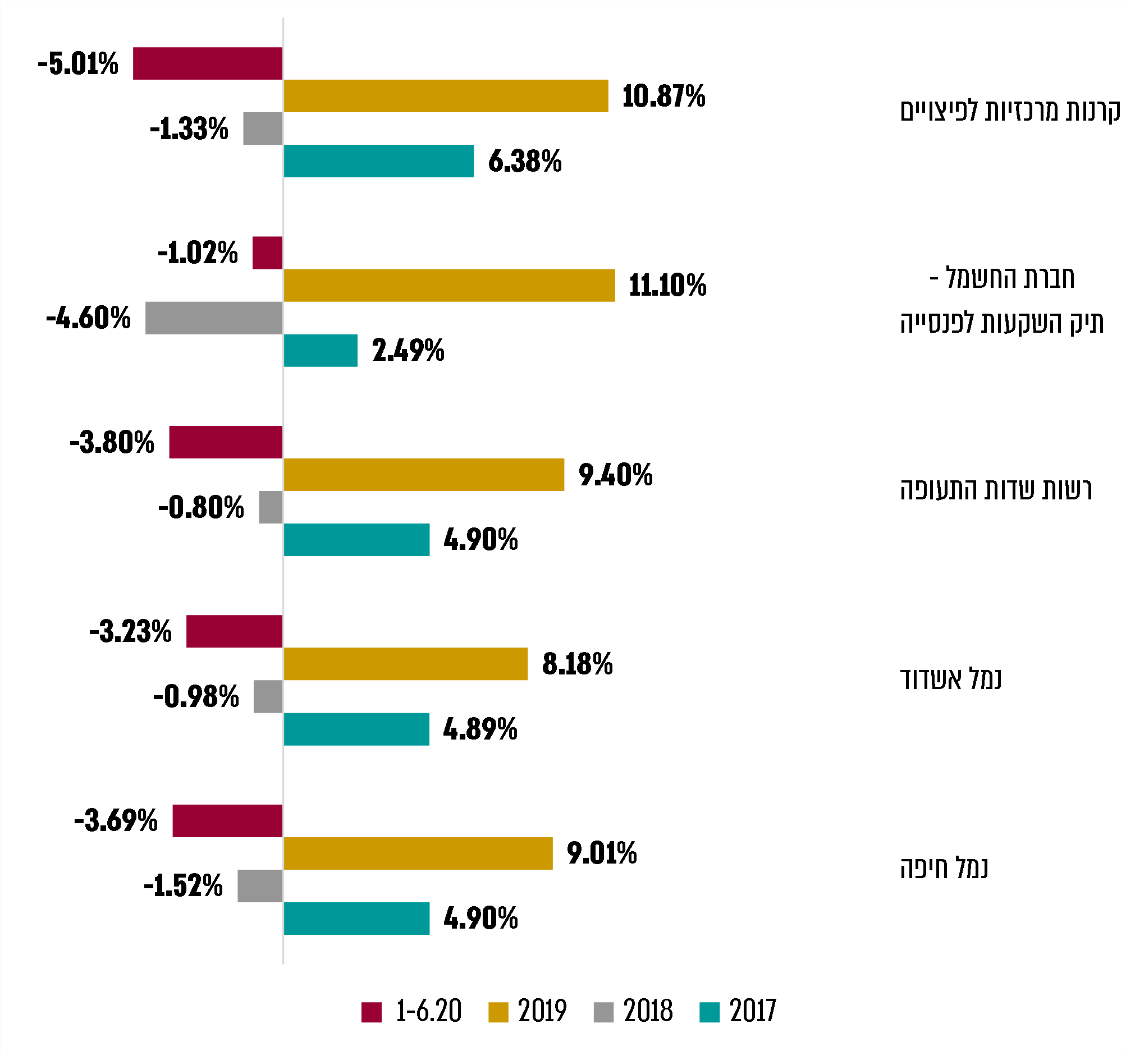 -5.01%
10.87%
קרנות מרכזיות לפיצויים
-1.33%
6.38%
-1.02%
11.10%
חברת החשמל -
תיק השקעות לפנסייה
-4.60%
2.49%
-3.80%
9.40%
רשות שדות התעופה
-0.80%
4.90%
-3.23%
8.18%
נמל אשדוד
-0.98%
4.89%
-3.69%
9.01%
נמל חיפה
-1.52%
4.90%
1-6.20 2019 2018 2017